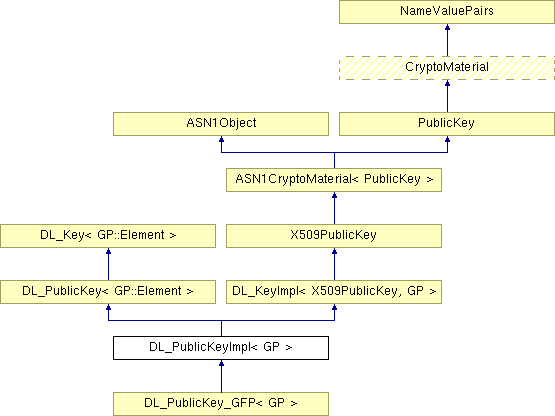 NameValuePairs
CryptoMaterial
ASN1Object
PublicKey
ASN1CryptoMaterial< PublicKey >
DL_Key< GP::Element >
X509PublicKey
DL_PublicKey< GP::Element >
DL_KeyImpl< X509PublicKey, GP >
DL_PublicKeyImpl< GP >
DL_PublicKey_GFP< GP >